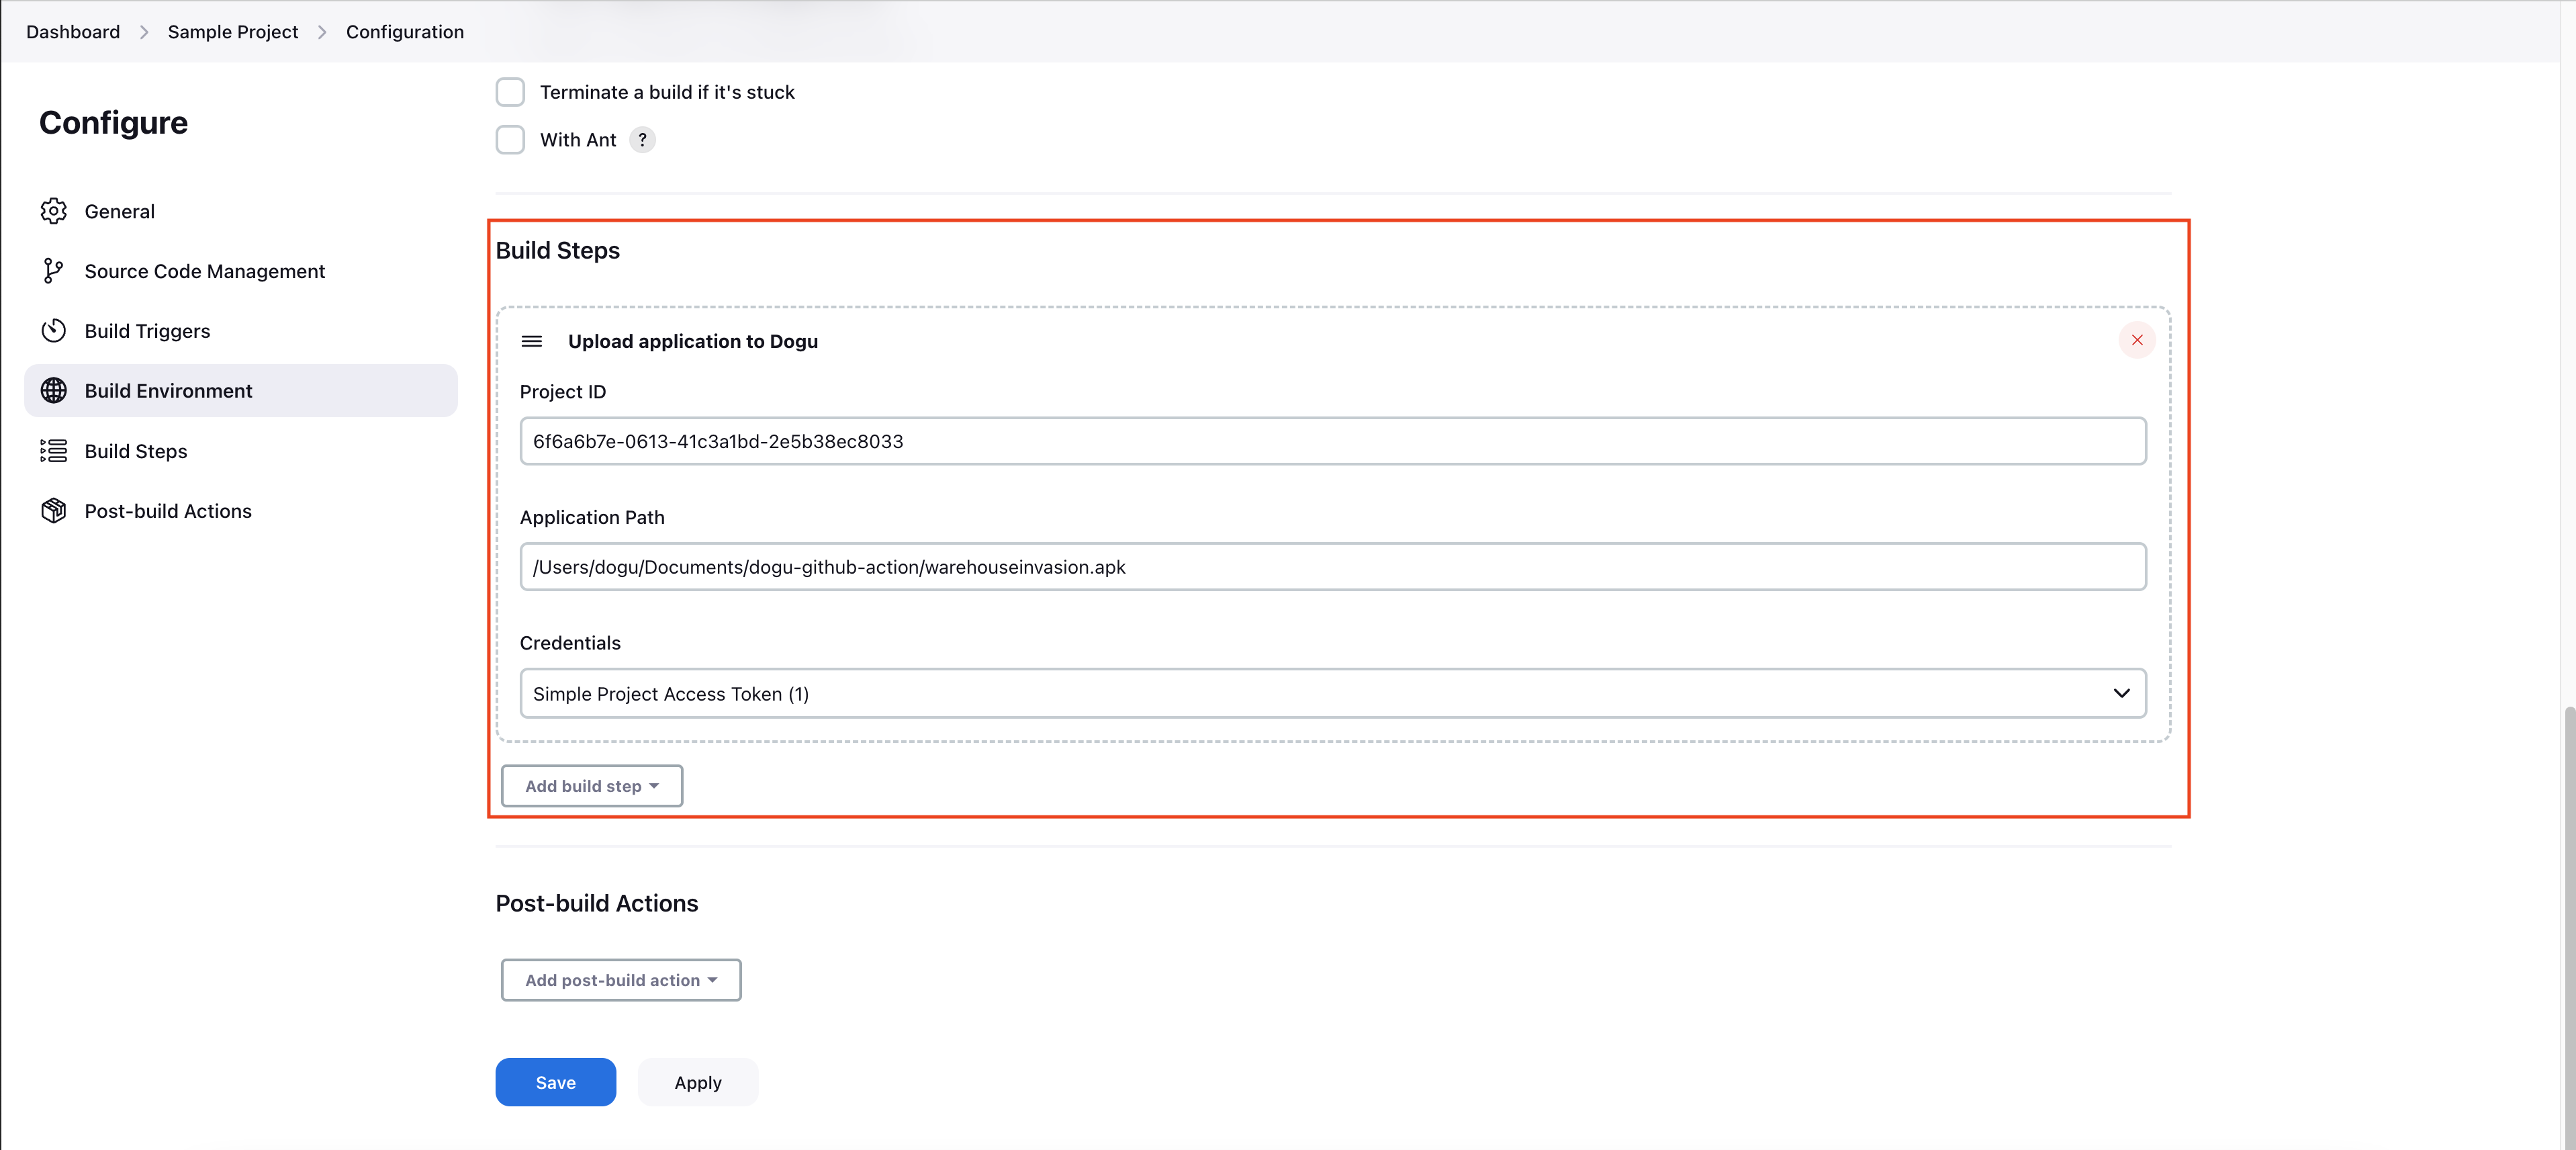 Dashboard > Sample Project > Configuration
Configure
General
Source Code Management
Build Triggers
Build Environment
Build Steps
Post-build Actions
Terminate a build if it's stuck
With Ant ?
Build Steps
Upload application to Dogu
Project ID
6f6a6b7e-0613-41c3a1bd-2e5b38ec8033
Application Path
/Users/dogu/Documents/dogu-github-action/warehouseinvasion.apk
Credentials
Simple Project Access Token (1)
Add build step
Post-build Actions
Add post-build action
Save Apply